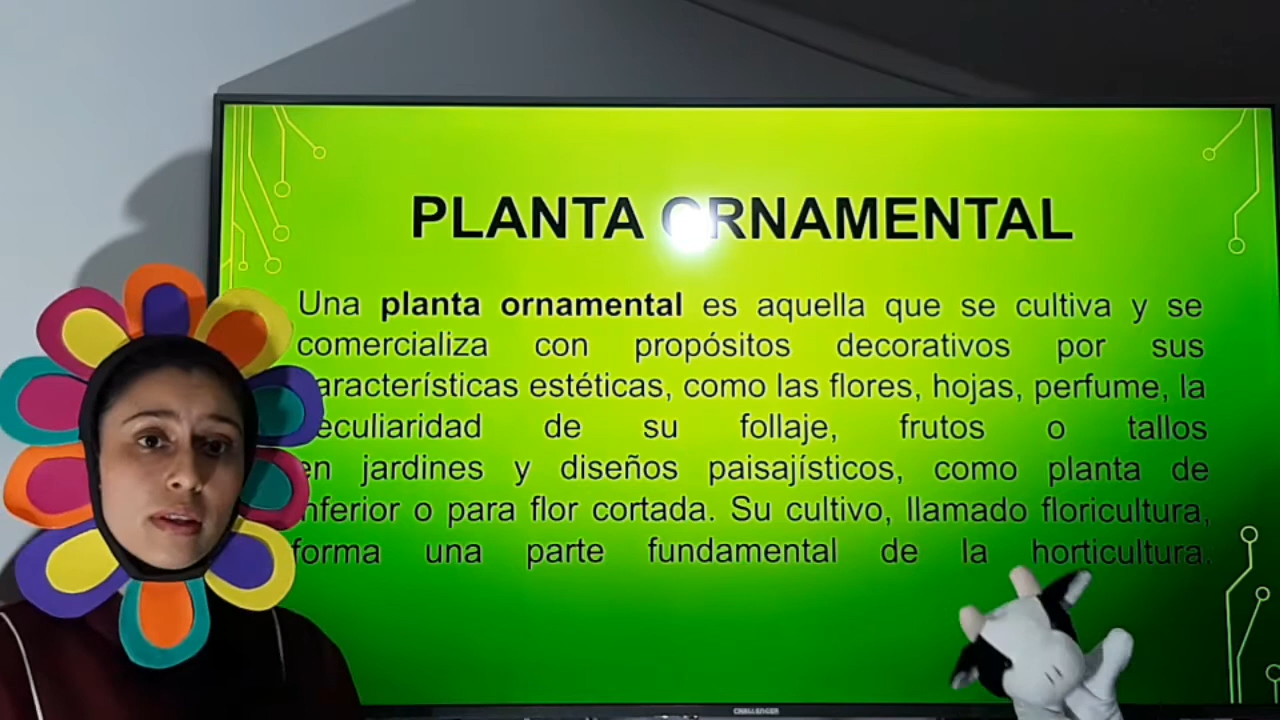 PLANTA ORNAMENTAL
Una planta ornamental es aquella que se cultiva y se
comercializa con propósitos decorativos por sus
aracterísticas estéticas, como las flores, hojas, perfume, la
eculiaridad de su follaje, frutos o tallos
en jardines y diseños paisajísticos, como planta de
nferior o para flor cortada. Su cultivo, llamado floricultura,
forma una parte fundamental de la horticultura.
CHALLENGER